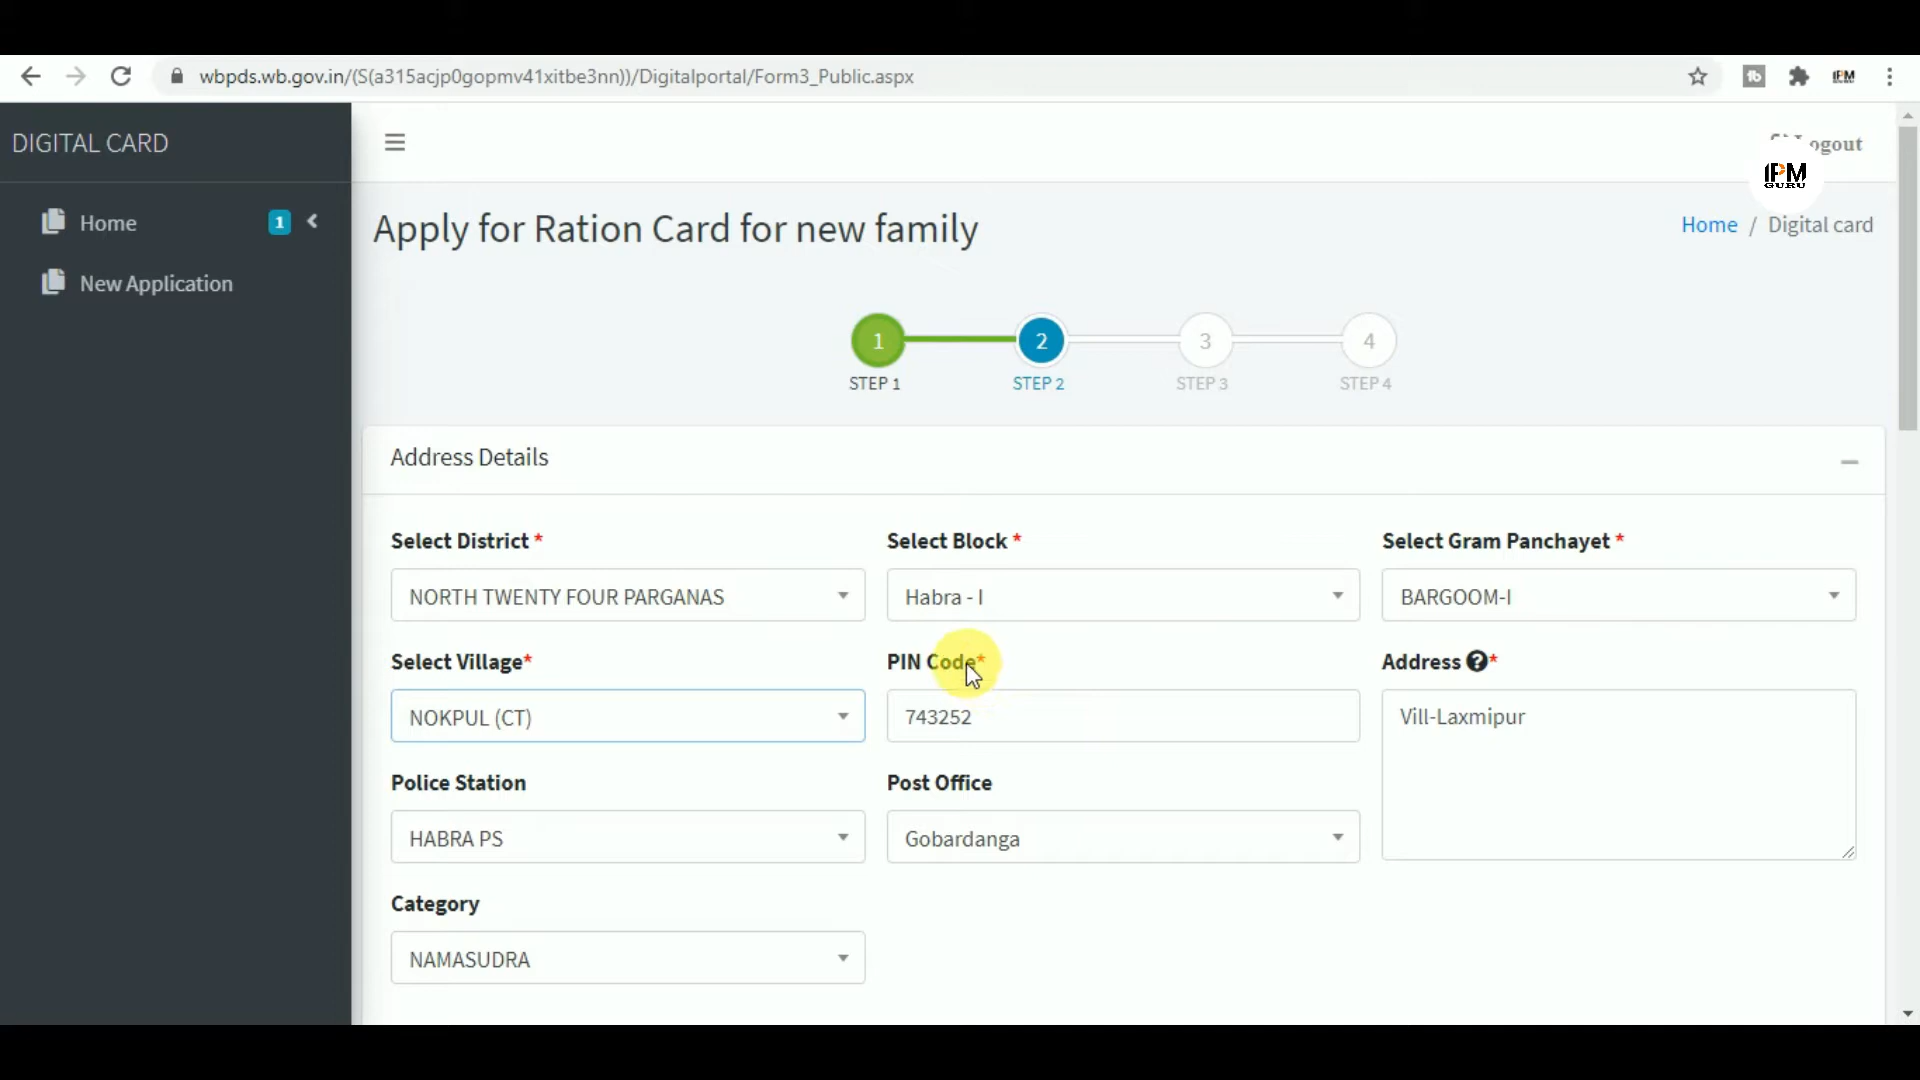 wbpds.wb.gov.in/(S(a315acjp0gopmv41xitbe3nn))/Digitalportal/Form3_Public.aspx
DIGITAL CARD
ogout
IPM
GURU
Home 1
New Application
Apply for Ration Card for new family
Home / Digital card
1 2 3 4
STEP 1 STEP 2 STEP 3 STEP 4
Address Details
Select District * Select Block * Select Gram Panchayet *
NORTH TWENTY FOUR PARGANAS Habra - I BARGOOM-I
Select Village* PIN Code* Address ?*
NOKPUL (CT) 743252 Vill-Laxmipur
Police Station Post Office
HABRA PS Gobardanga
Category
NAMASUDRA